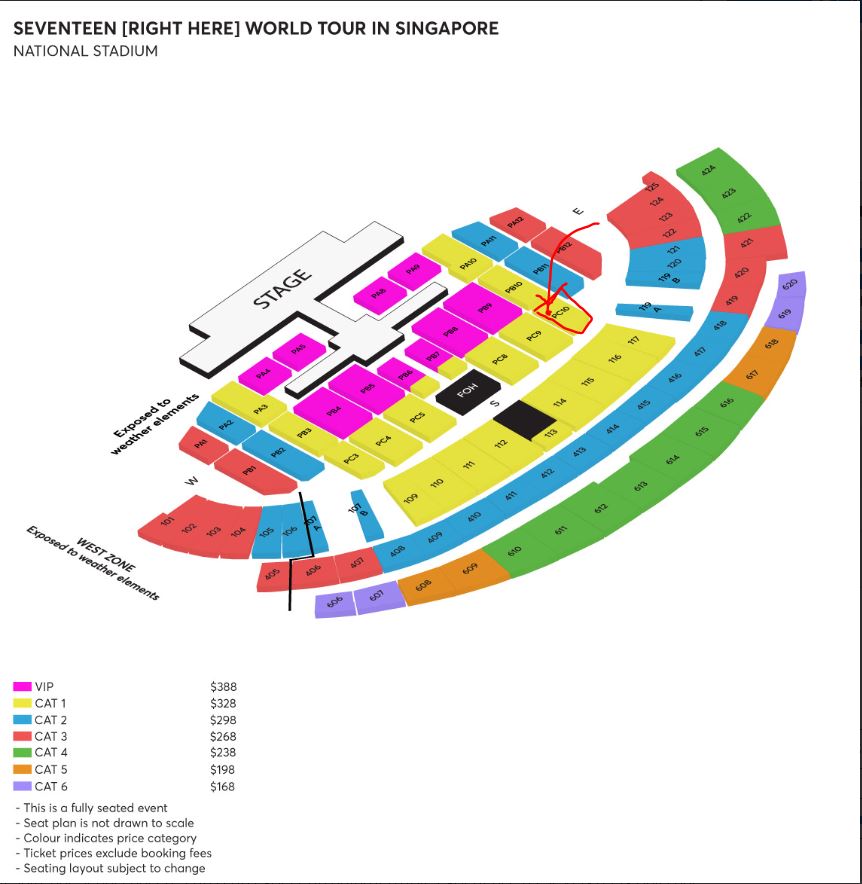 SEVENTEEN [RIGHT HERE] WORLD TOUR IN SINGAPORE
NATIONAL STADIUM
424
423
422
421
420
419
125
124
123
122
121
120
119 B
119 A
620
619
618
617
616
615
614
613
612
611
610
609
608
607
606
E
PA12
PB12
PA11
PB11
PA10
PB10
PC10
PA9
PA8
PB9
PB8
PB7
PB6
PB5
PB4
PC9
PC8
STAGE
PA5
PA4
PA3
PA2
PA1
PB3
PB2
PB1
PC5
PC4
PC3
FOH
S
W
117
116
115
114
113
112
111
110
109
418
417
416
415
414
413
412
411
410
409
408
407
406
405
107 B
107 A
106
105
104
103
102
101
Exposed to
weather elements
WEST ZONE
Exposed to weather elements
VIP $388
CAT 1 $328
CAT 2 $298
CAT 3 $268
CAT 4 $238
CAT 5 $198
CAT 6 $168
- This is a fully seated event
- Seat plan is not drawn to scale
- Colour indicates price category
- Ticket prices exclude booking fees
- Seating layout subject to change